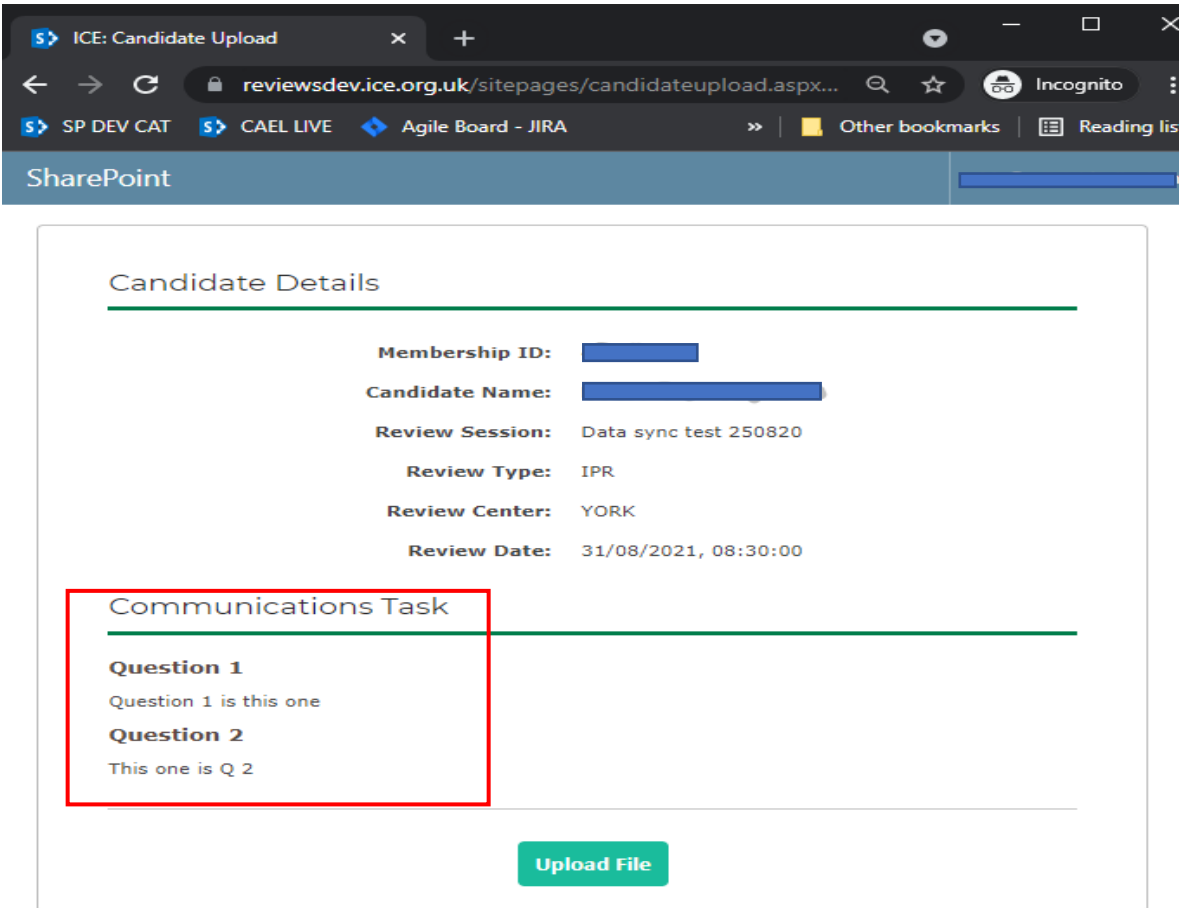 ICE: Candidate Upload
reviewsdev.ice.org.uk/sitepages/candidateupload.aspx...
Incognito
SP DEV CAT CAEL LIVE Agile Board - JIRA » Other bookmarks Reading lis
SharePoint
Candidate Details
Membership ID:
Candidate Name:
Review Session: Data sync test 250820
Review Type: IPR
Review Center: YORK
Review Date: 31/08/2021, 08:30:00
Communications Task
Question 1
Question 1 is this one
Question 2
This one is Q 2
Upload File